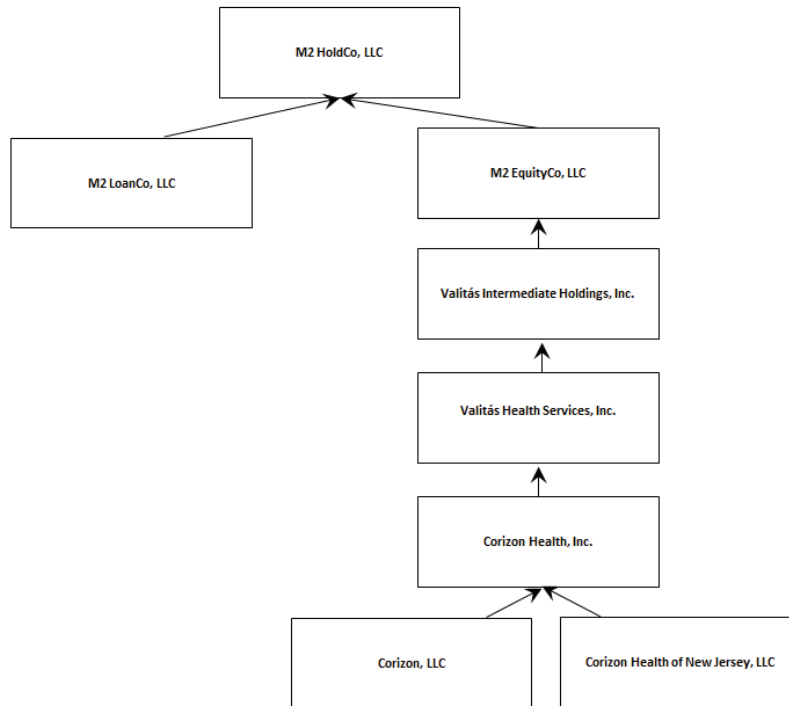 M2 HoldCo, LLC
M2 LoanCo, LLC
M2 EquityCo, LLC
Valitás Intermediate Holdings, Inc.
Valitás Health Services, Inc.
Corizon Health, Inc.
Corizon, LLC
Corizon Health of New Jersey, LLC